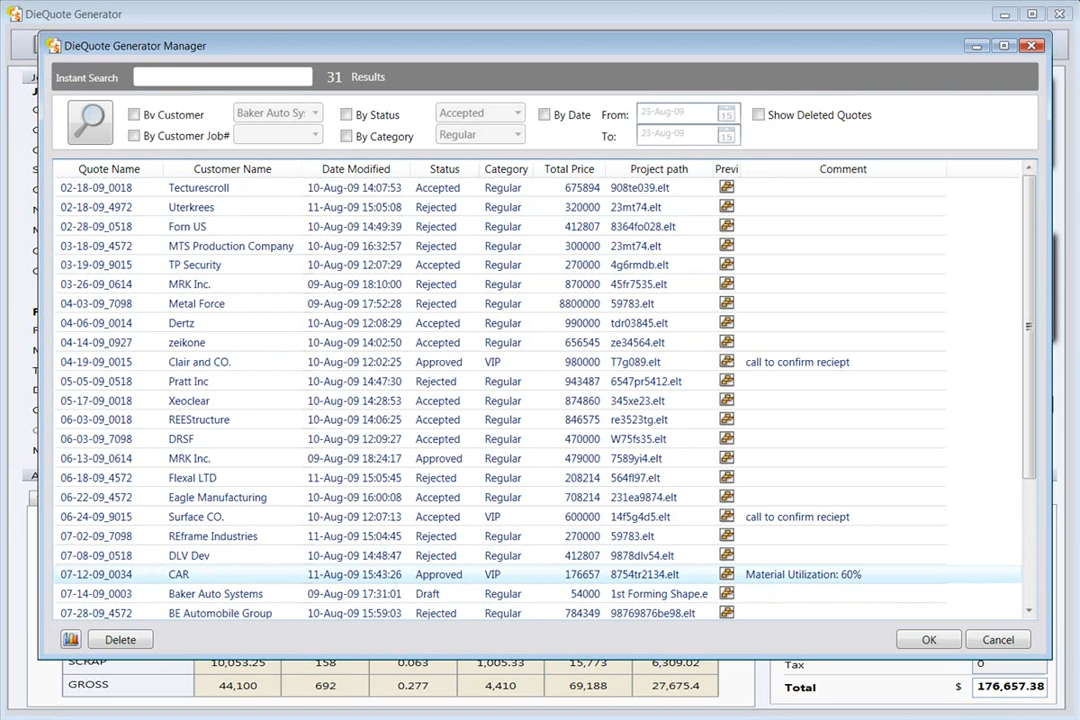 DieQuote Generator
DieQuote Generator Manager
Instant Search 31 Results
By Customer Baker Auto Sy: By Status Accepted By Date From: 23-Aug-09 15 Show Deleted Quotes
By Customer Job# By Category Regular To: 23-Aug-09 15
Quote Name Customer Name Date Modified Status Category Total Price Project path Previ Comment
02-18-09_0018 Tecturescroll 10-Aug-09 14:07:53 Accepted Regular 675894 908te039.elt
02-18-09_4972 Uterkrees 11-Aug-09 15:05:08 Rejected Regular 320000 23mt74.elt
02-28-09_0518 Forn US 10-Aug-09 14:49:39 Rejected Regular 412807 8364fo028.elt
03-18-09_4572 MTS Production Company 10-Aug-09 16:32:57 Rejected Regular 300000 23mt74.elt
03-19-09_9015 TP Security 10-Aug-09 12:07:29 Accepted Regular 270000 4g6rmdb.elt
03-26-09_0614 MRK Inc. 09-Aug-09 18:10:00 Rejected Regular 870000 45fr7535.elt
04-03-09_7098 Metal Force 09-Aug-09 17:52:28 Rejected Regular 8800000 59783.elt
04-06-09_0014 Dertz 10-Aug-09 12:08:29 Accepted Regular 990000 tdr03845.elt
04-14-09_0927 zeikone 10-Aug-09 14:02:50 Accepted Regular 656545 ze34564.elt
04-19-09_0015 Clair and CO. 10-Aug-09 12:02:25 Approved VIP 980000 T7g089.elt call to confirm reciept
05-05-09_0518 Pratt Inc 10-Aug-09 14:47:30 Rejected Regular 943487 6547pr5412.elt
05-17-09_0018 Xeoclear 10-Aug-09 14:28:53 Accepted Regular 874860 345xe23.elt
06-03-09_0018 REEStructure 10-Aug-09 14:06:25 Accepted Regular 846575 re3523tg.elt
06-03-09_7098 DRSF 10-Aug-09 12:09:27 Accepted Regular 470000 W75fs35.elt
06-13-09_0614 MRK Inc. 09-Aug-09 18:24:17 Approved Regular 479000 7589yi4.elt
06-18-09_4572 Flexal LTD 11-Aug-09 15:05:45 Rejected Regular 208214 564fl97.elt
06-22-09_4572 Eagle Manufacturing 10-Aug-09 16:00:08 Accepted Regular 708214 231ea9874.elt
06-24-09_9015 Surface CO. 10-Aug-09 12:07:13 Accepted VIP 600000 14f5g4d5.elt call to confirm reciept
07-02-09_7098 REframe Industries 11-Aug-09 15:04:45 Rejected Regular 270000 59783.elt
07-08-09_0518 DLV Dev 10-Aug-09 14:48:47 Rejected Regular 412807 9878dlv54.elt
07-12-09_0034 CAR 11-Aug-09 15:43:26 Approved VIP 176657 8754tr2134.elt Material Utilization: 60%
07-14-09_0003 Baker Auto Systems 09-Aug-09 17:31:01 Draft Regular 54000 1st Forming Shape.e
07-28-09_4572 BE Automobile Group 10-Aug-09 15:59:03 Rejected Regular 784349 98769876be98.elt
Delete OK Cancel
SCRAP 10,053.25 158 0.063 1,005.33 15,773 6,309.02 Tax 0
GROSS 44,100 692 0.277 4,410 69,188 27,675.4 Total $ 176,657.38